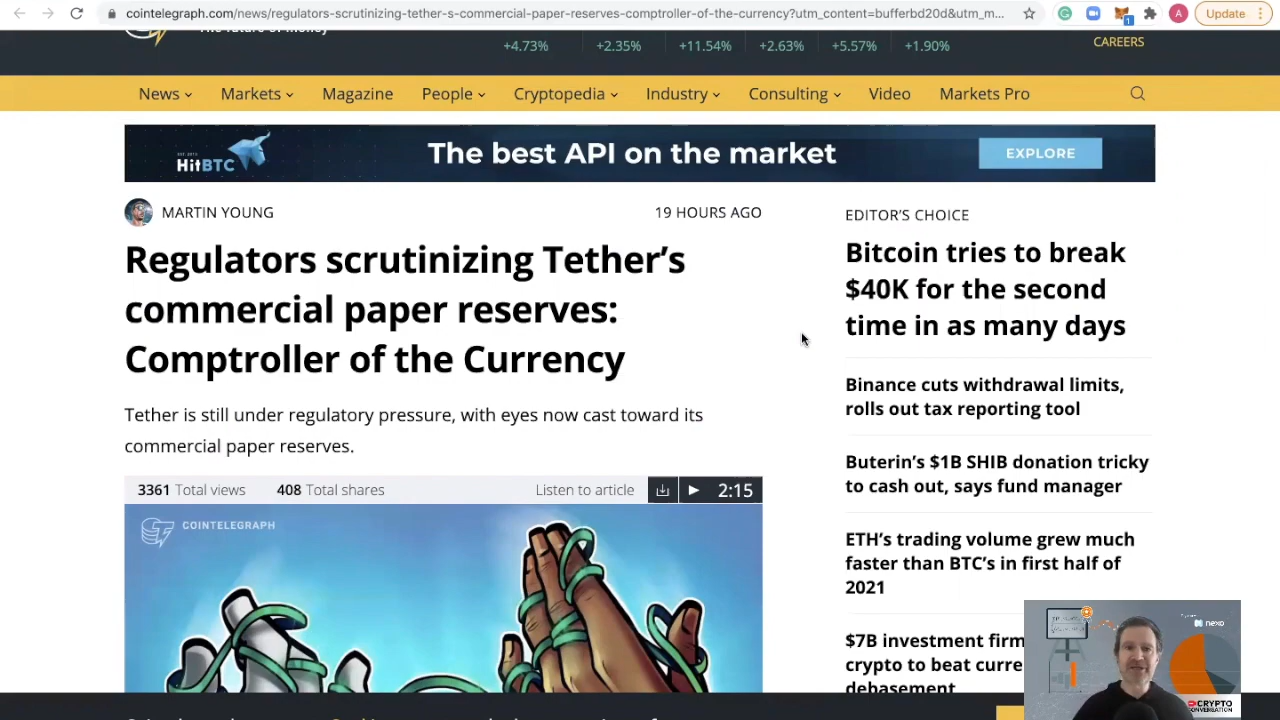 cointelegraph.com/news/regulators-scrutinizing-tether-s-commercial-paper-reserves-comptroller-of-the-currency?utm_content=bufferbd20d&utm_m...
A
Update
1
The future of money
+4.73% +2.35% +11.54% +2.63% +5.57% +1.90%
CAREERS
News Markets Magazine People Cryptopedia Industry Consulting Video Markets Pro
HitBTC
The best API on the market
EXPLORE
MARTIN YOUNG
19 HOURS AGO
Regulators scrutinizing Tether's
commercial paper reserves:
Comptroller of the Currency
Tether is still under regulatory pressure, with eyes now cast toward its
commercial paper reserves.
3361 Total views 408 Total shares Listen to article 2:15
COINTELEGRAPH
EDITOR'S CHOICE
Bitcoin tries to break
$40K for the second
time in as many days
Binance cuts withdrawal limits,
rolls out tax reporting tool
Buterin's $1B SHIB donation tricky
to cash out, says fund manager
ETH's trading volume grew much
faster than BTC's in first half of
2021
$7B investment firm
crypto to beat curre
debasement
nexo
CRYPTO
CONVERSATION